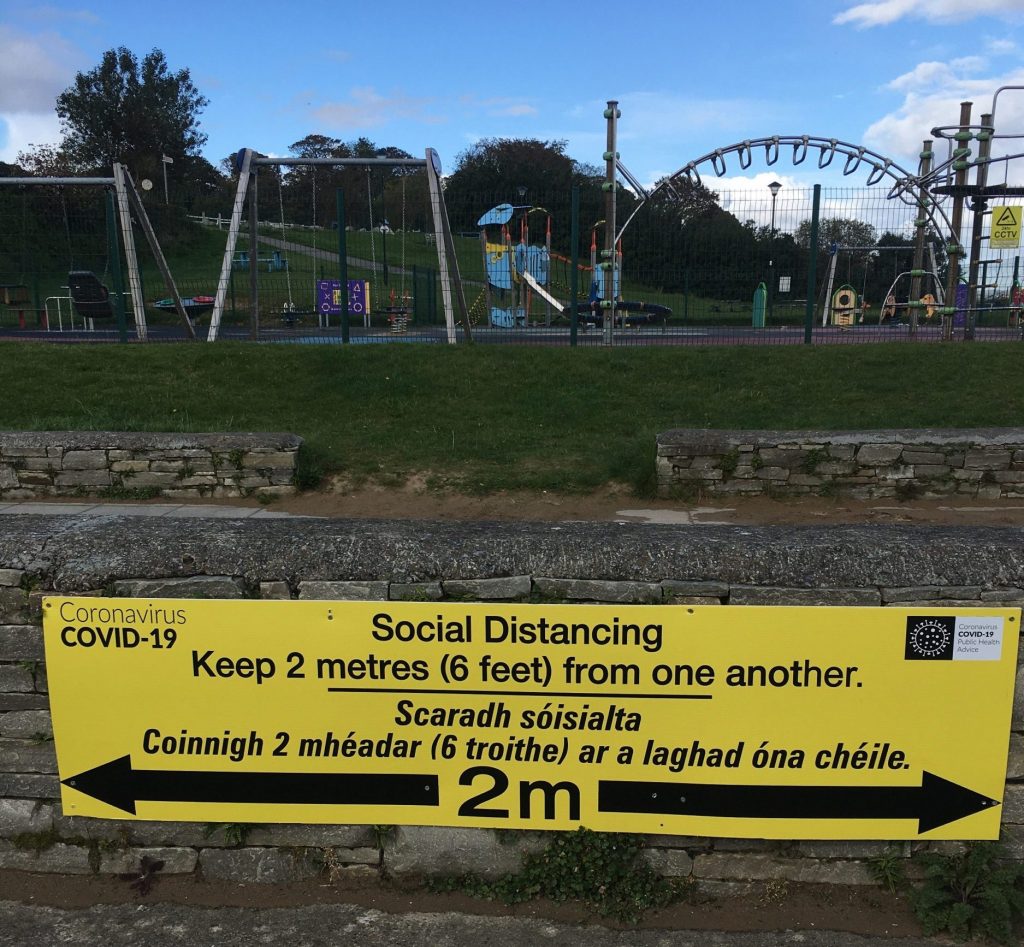 24hr
CCTV
Coronavirus
COVID-19
Social Distancing
Keep 2 metres (6 feet) from one another.
Scaradh sóisialta
Coinnigh 2 mhéadar (6 troithe) ar a laghad óna chéile.
2m
Coronavirus
COVID-19
Public Health
Advice